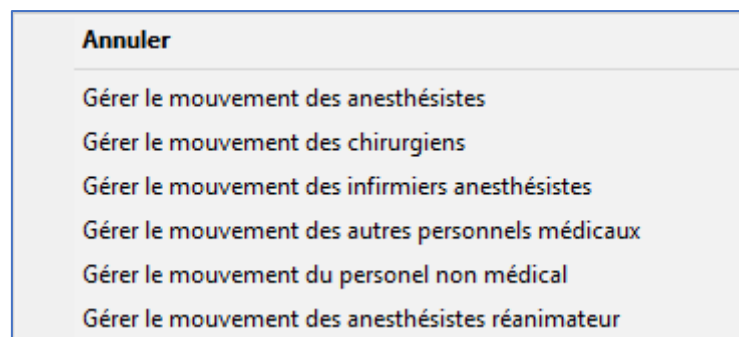 Annuler
Gérer le mouvement des anesthésistes
Gérer le mouvement des chirurgiens
Gérer le mouvement des infirmiers anesthésistes
Gérer le mouvement des autres personnels médicaux
Gérer le mouvement du personel non médical
Gérer le mouvement des anesthésistes réanimateur